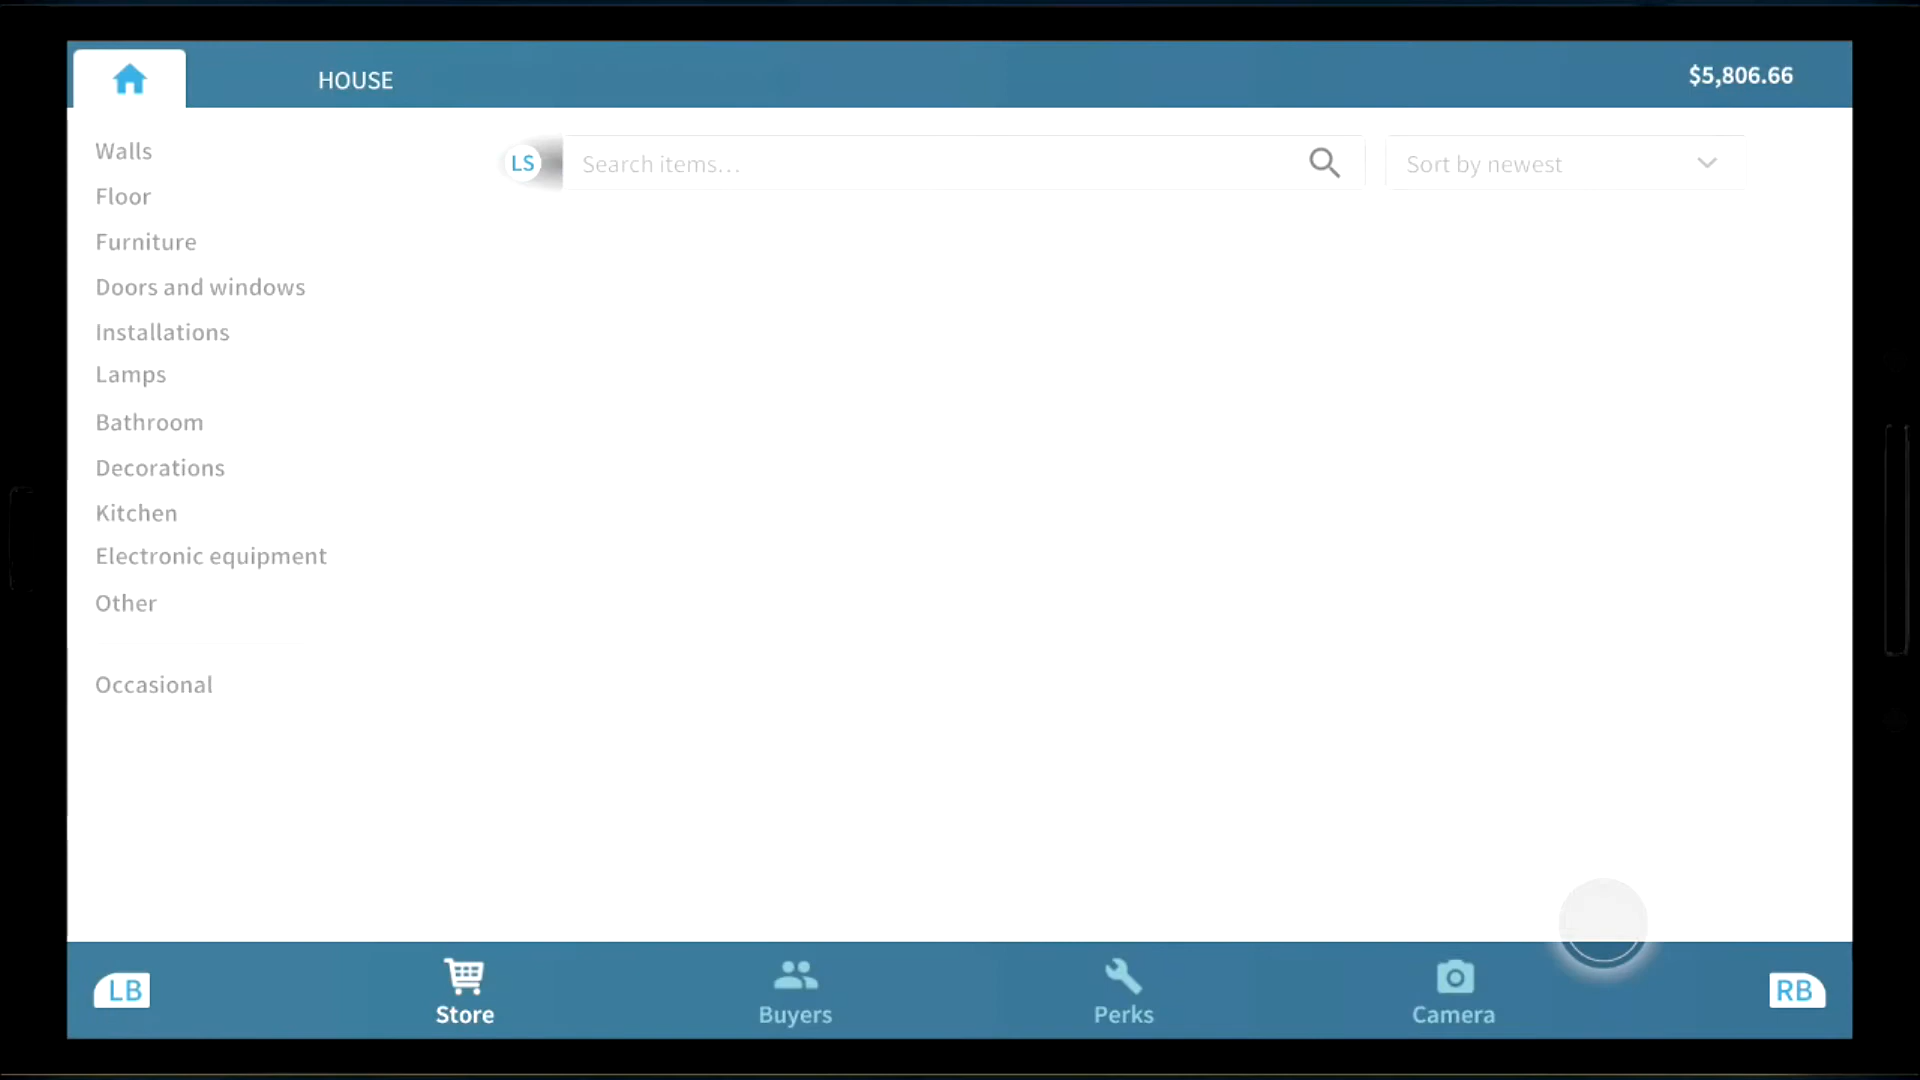 HOUSE
$5,806.66
Walls
Floor
Furniture
Doors and windows
Installations
Lamps
Bathroom
Decorations
Kitchen
Electronic equipment
Other
Occasional
LS
Search items...
Sort by newest
LB
Store
Buyers
Perks
Camera
RB